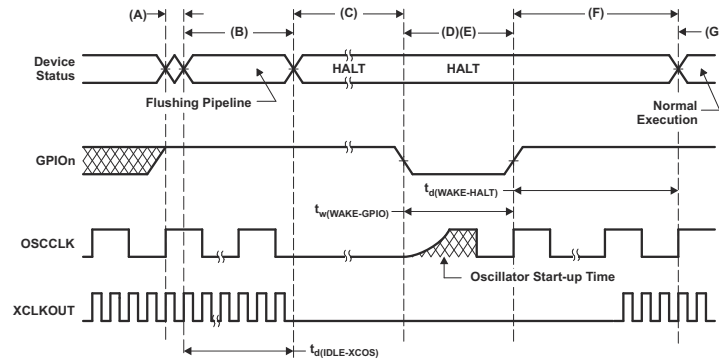 (A)
(B)
(C)
(D)(E)
(F)
(G
Device
Status
Flushing Pipeline
HALT
HALT
Normal
Execution
GPIOn
td(WAKE-HALT)
tw(WAKE-GPIO)
OSCCLK
Oscillator Start-up Time
XCLKOUT
td(IDLE-XCOS)